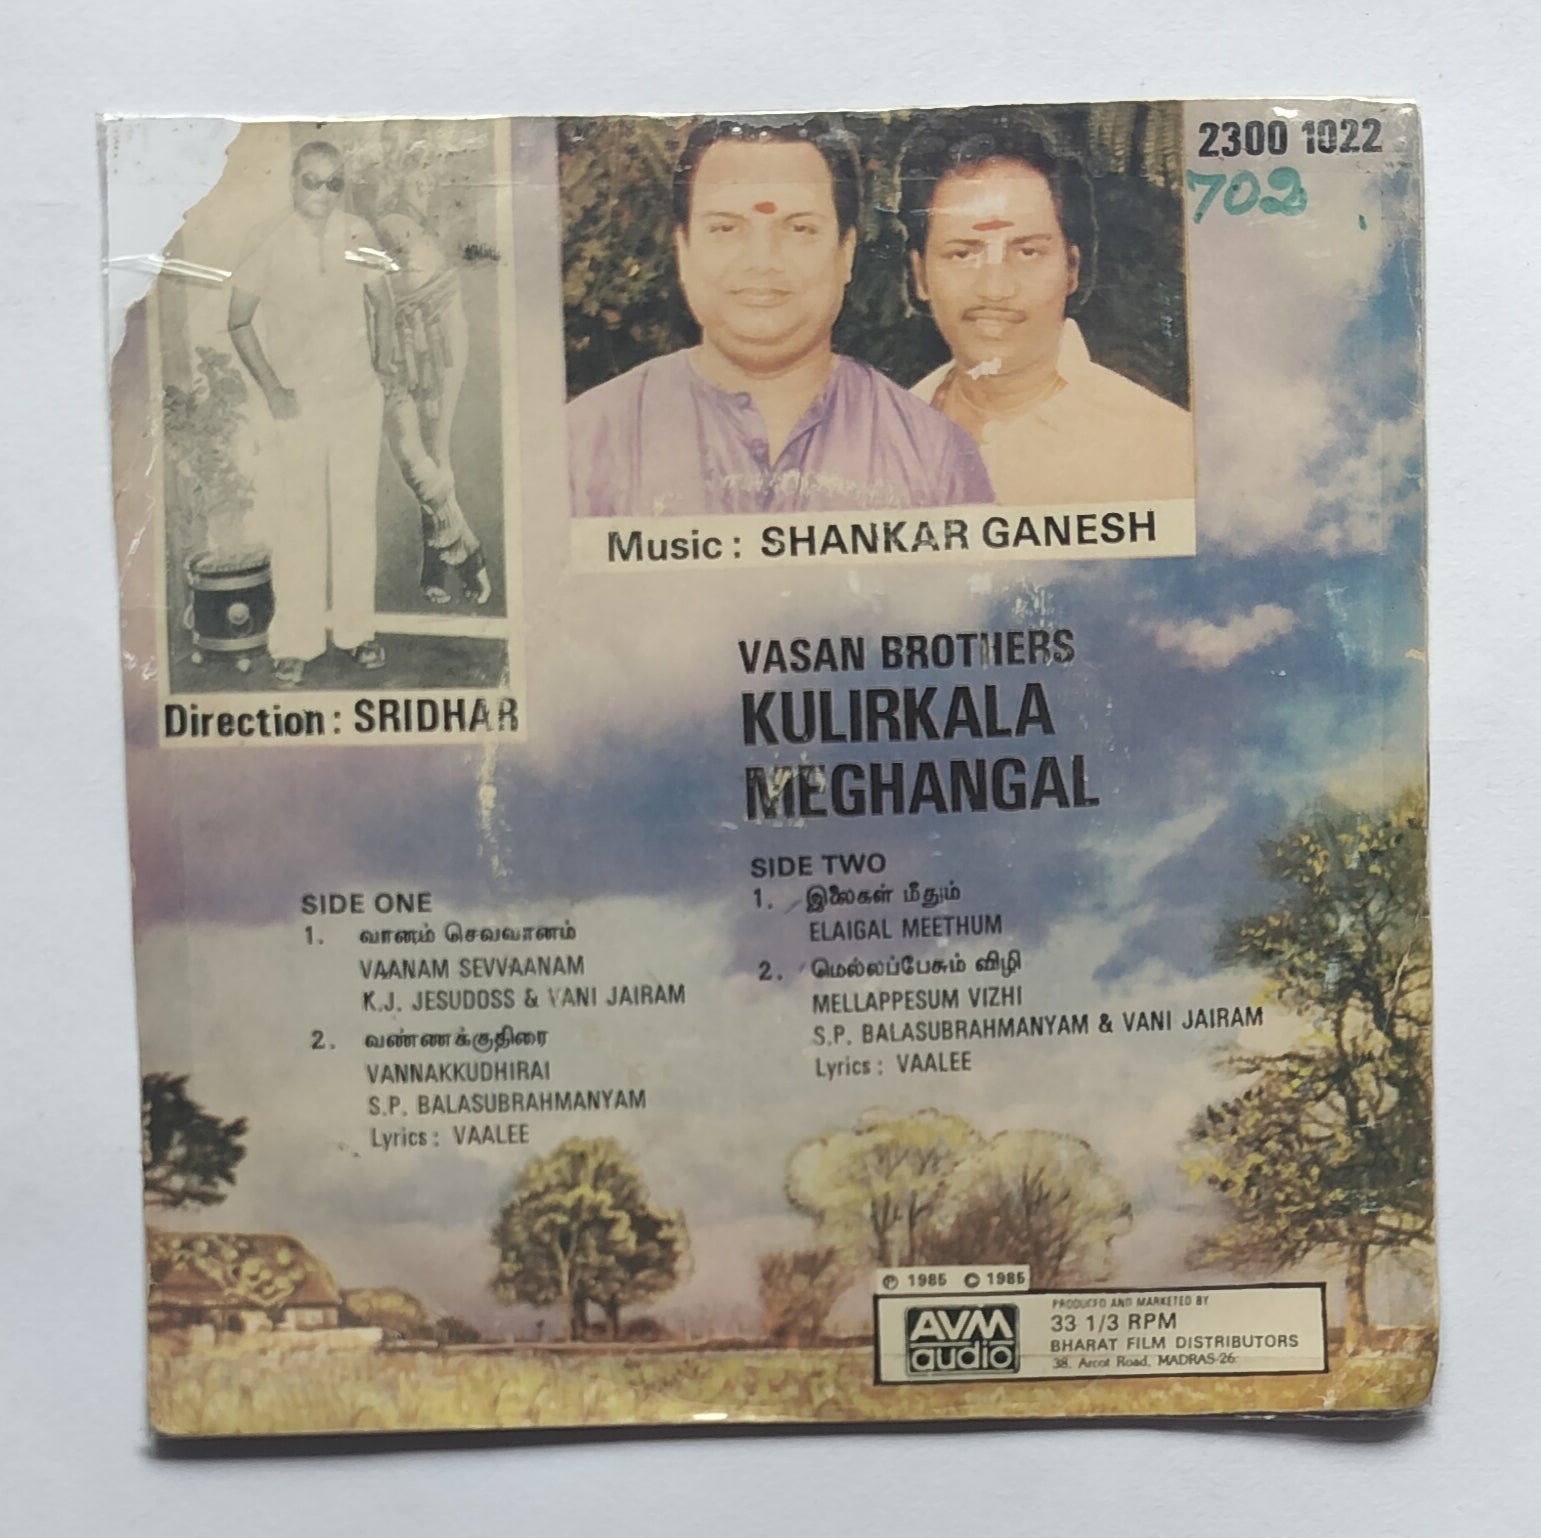 2300 1022
702
Music : SHANKAR GANESH
Direction : SRIDHAR
VASAN BROTHERS
KULIRKALA
MEGHANGAL
SIDE ONE
1. வானம் செவ்வானம்
VAANAM SEVVAANAM
K.J. JESUDOSS & VANI JAIRAM
2. வண்ணக்குதிரை
VANNAKKUDHIRAI
S.P. BALASUBRAHMANYAM
Lyrics : VAALEE
SIDE TWO
1. இலைகள் மீதும்
ELAIGAL MEETHUM
2. மெல்லப்பேசும் விழி
MELLAPPESUM VIZHI
S.P. BALASUBRAHMANYAM & VANI JAIRAM
Lyrics : VAALEE
℗ 1985 © 1985
AVM
audio
PRODUCED AND MARKETED BY
33 1/3 RPM
BHARAT FILM DISTRIBUTORS
38, Arcot Road, MADRAS-26